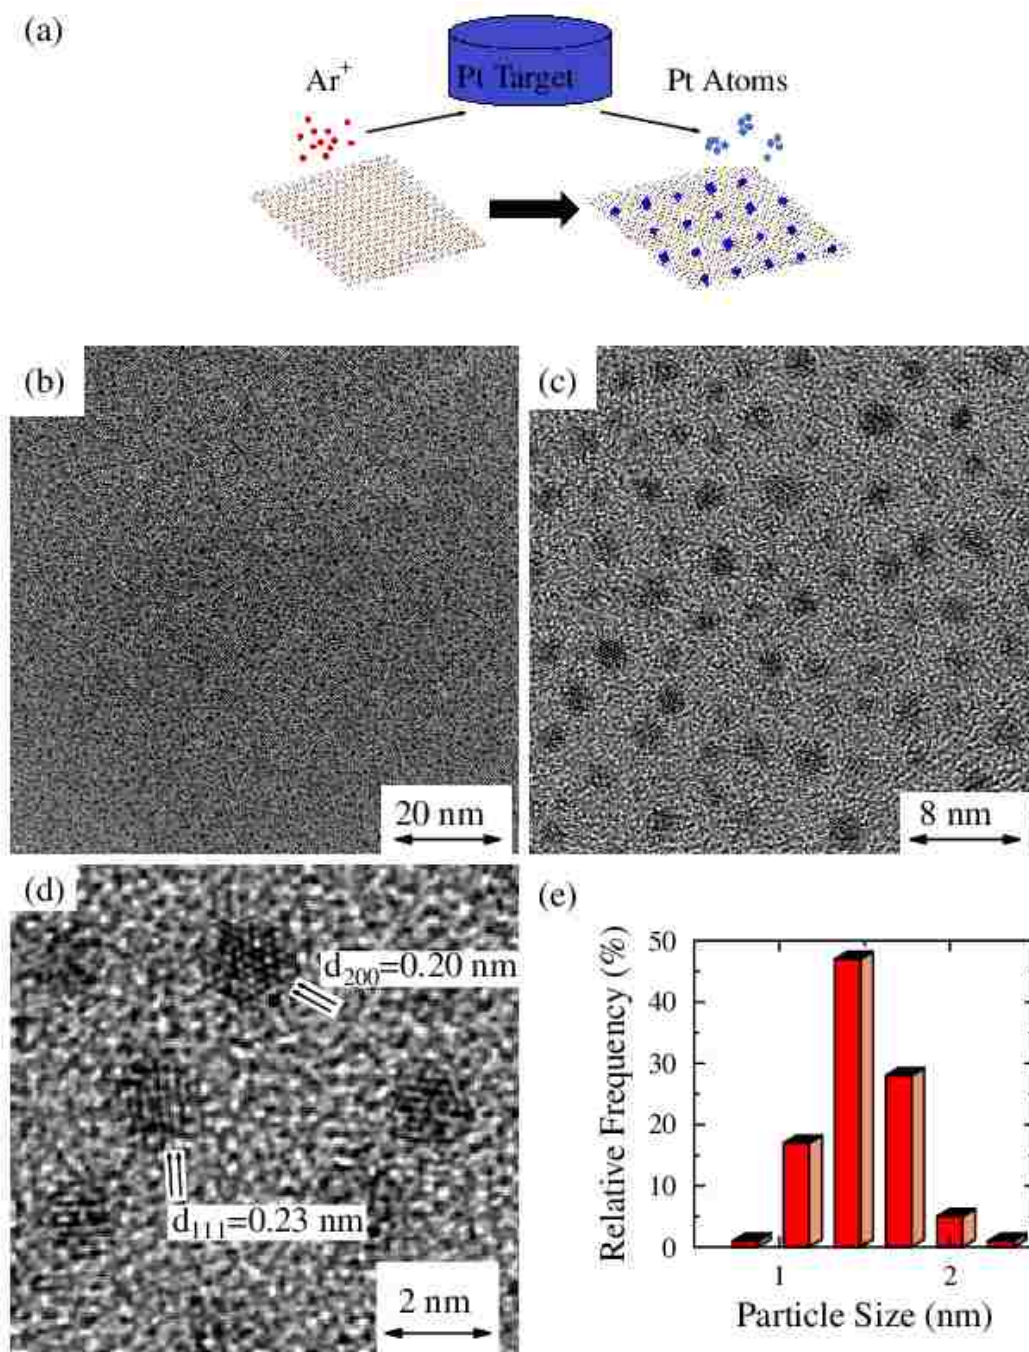 (a)
Ar+
Pt Target
Pt Atoms
(b)
20 nm
(c)
8 nm
(d)
d200=0.20 nm
d111=0.23 nm
2 nm
(e)
Relative Frequency (%)
50
40
30
20
10
0
1
2
Particle Size (nm)